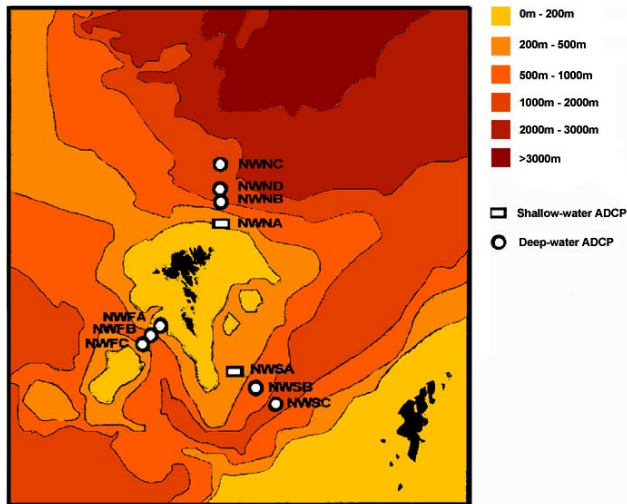 0m - 200m
200m - 500m
500m - 1000m
1000m - 2000m
2000m - 3000m
>3000m
NWNC
NWND
NWNB
NWNA
Shallow-water ADCP
Deep-water ADCP
NWFA
NWFB
NWFC
NWSA
NWSB
NWSC